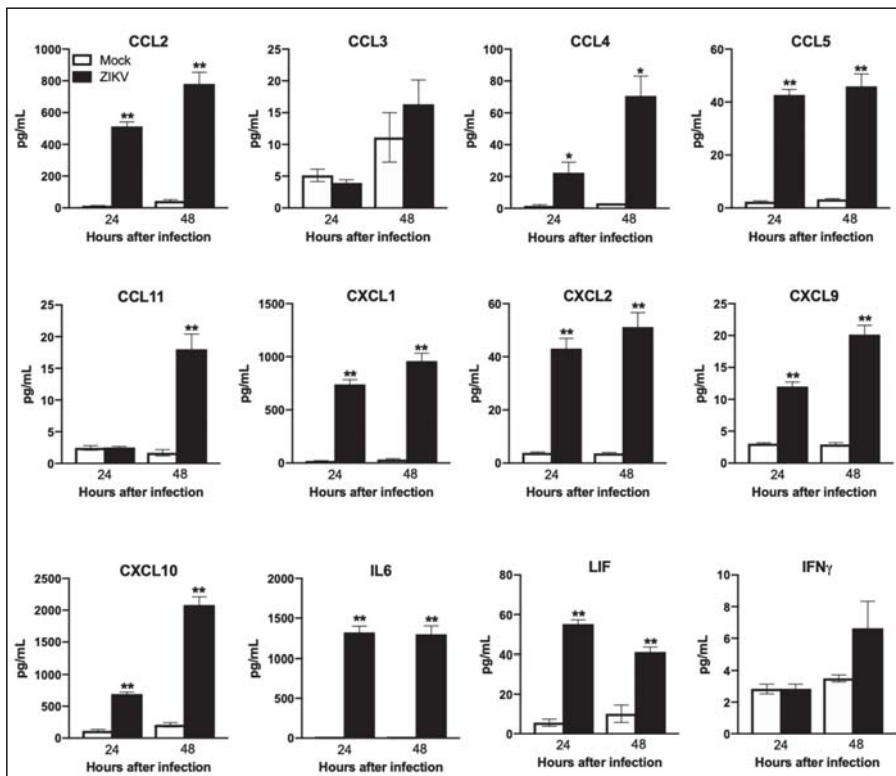 CCL2
CCL3
CCL4
CCL5
1000
800
600
400
200
0
pg/mL
Mock
ZIKV
**
**
24
48
Hours after infection
25
20
15
10
5
0
pg/mL
24
48
Hours after infection
100
80
60
40
20
0
pg/mL
*
*
24
48
Hours after infection
60
40
20
0
pg/mL
**
**
24
48
Hours after infection
CCL11
CXCL1
CXCL2
CXCL9
25
20
15
10
5
0
pg/mL
**
24
48
Hours after infection
1500
1000
500
0
pg/mL
**
**
24
48
Hours after infection
60
40
20
0
pg/mL
**
**
24
48
Hours after infection
25
20
15
10
5
0
pg/mL
**
**
24
48
Hours after infection
CXCL10
IL6
LIF
IFNγ
2500
2000
1500
1000
500
0
pg/mL
**
**
24
48
Hours after infection
2000
1500
1000
500
0
pg/mL
**
**
24
48
Hours after infection
80
60
40
20
0
pg/mL
**
**
24
48
Hours after infection
10
8
6
4
2
0
pg/mL
24
48
Hours after infection